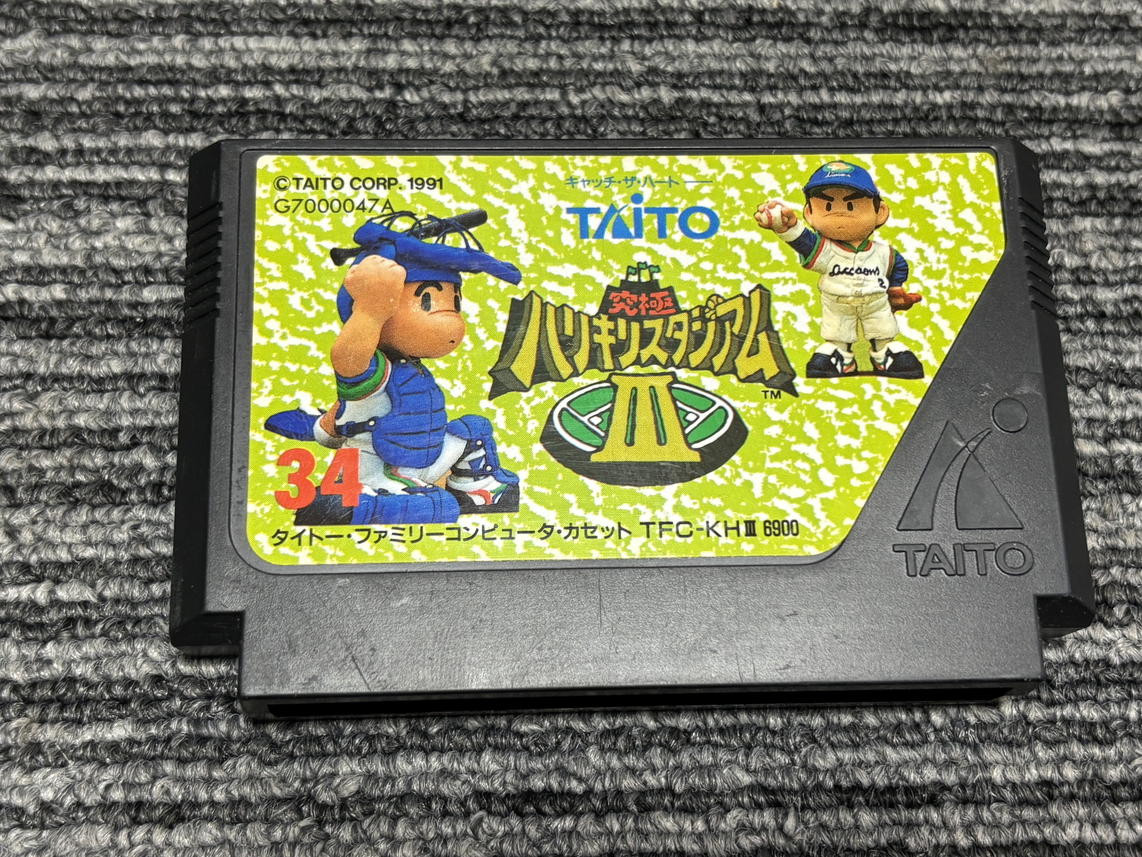 © TAITO CORP. 1991
G7000047A
キャッチ・ザ・ハート
TAITO
究極
ハリキリスタジアム
III
TM
34
タイトー・ファミリーコンピュータ・カセット TFC-KHⅢ 6900
TAITO